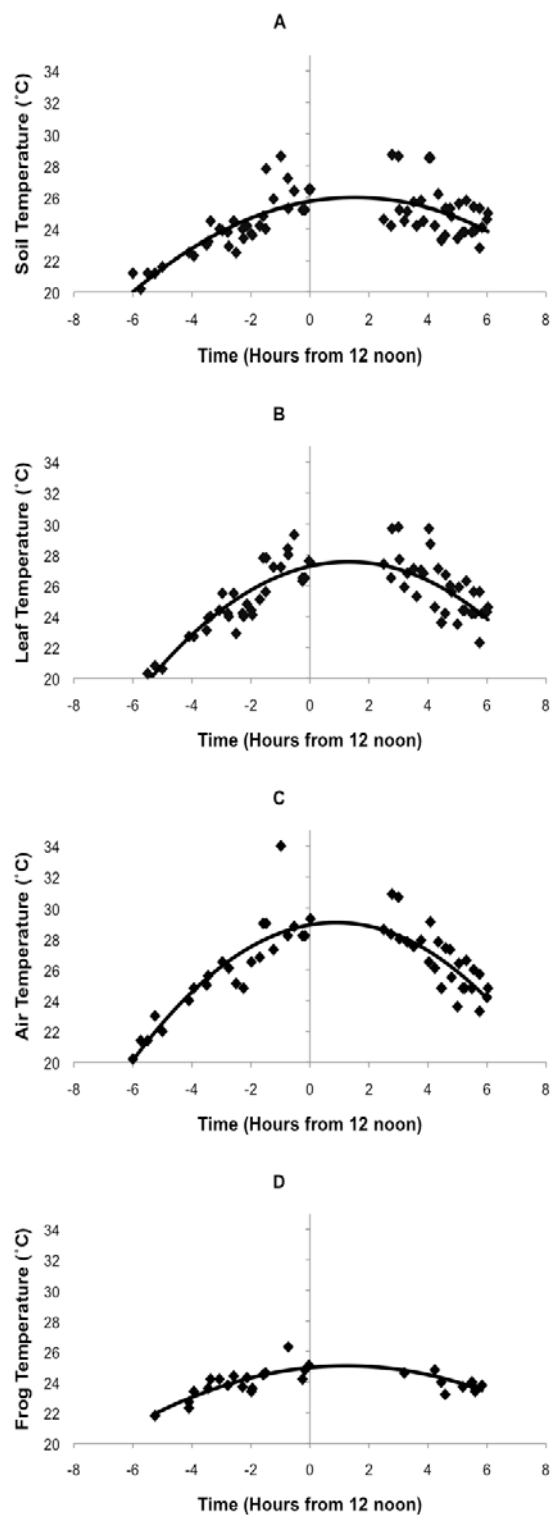 A
Soil Temperature (˚C)
34
32
30
28
26
24
22
20
-8 -6 -4 -2 0 2 4 6 8
Time (Hours from 12 noon)
B
Leaf Temperature (˚C)
34
32
30
28
26
24
22
20
-8 -6 -4 -2 0 2 4 6 8
Time (Hours from 12 noon)
C
Air Temperature (˚C)
34
32
30
28
26
24
22
20
-8 -6 -4 -2 0 2 4 6 8
Time (Hours from 12 noon)
D
Frog Temperature (˚C)
34
32
30
28
26
24
22
20
-8 -6 -4 -2 0 2 4 6 8
Time (Hours from 12 noon)